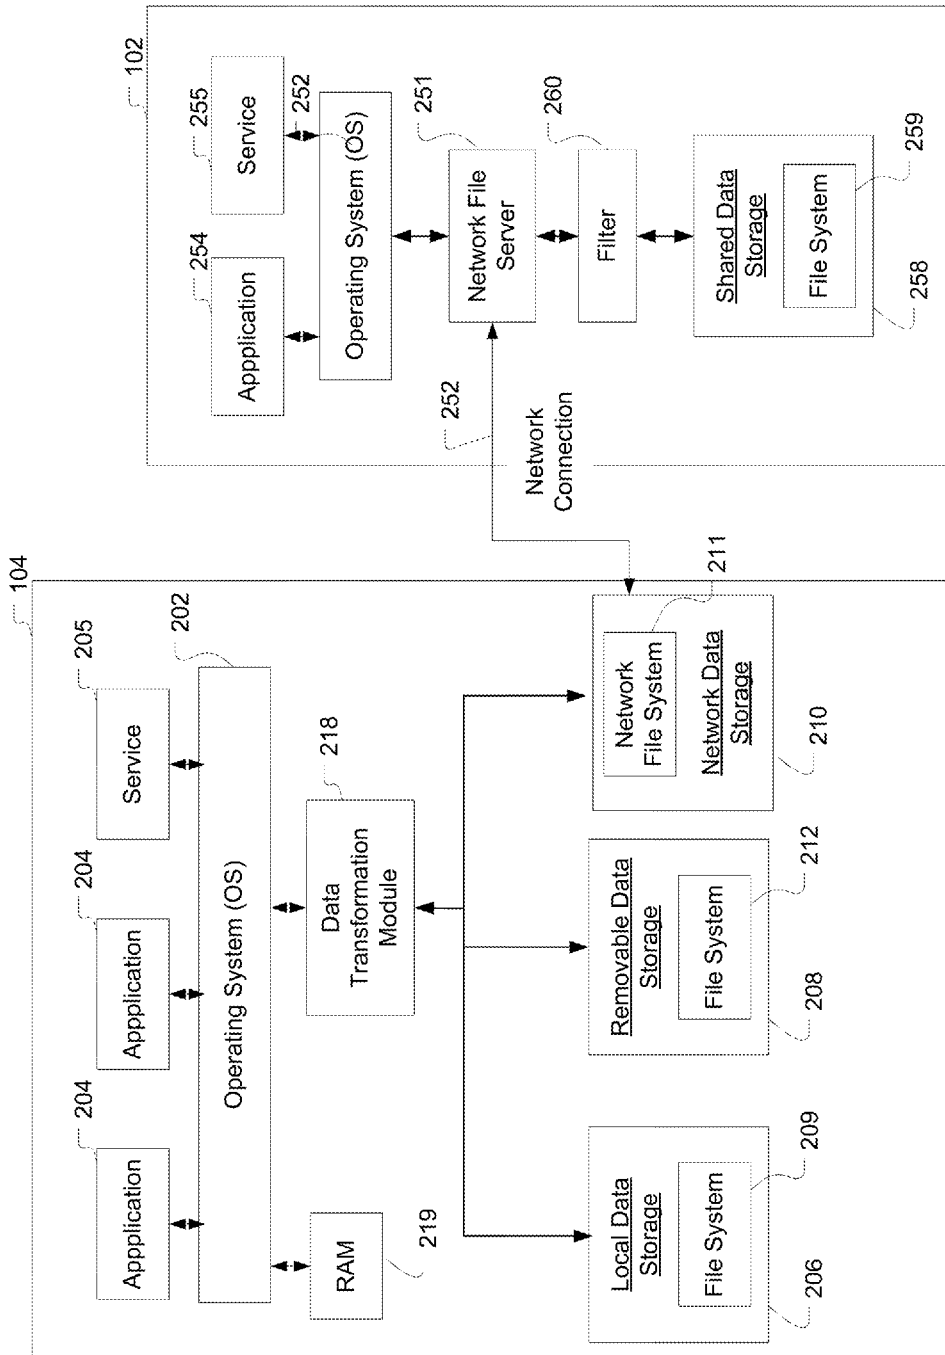 104
204
Appplication
204
Appplication
205
Service
202
Operating System (OS)
RAM
219
Data
Transformation
Module
218
Local Data
Storage
File System
209
206
Removable Data
Storage
File System
212
208
Network
File System
211
Network Data
Storage
210
252
Network
Connection
102
254
Appplication
255
Service
252
Operating System (OS)
251
Network File
Server
260
Filter
Shared Data
Storage
File System
259
258